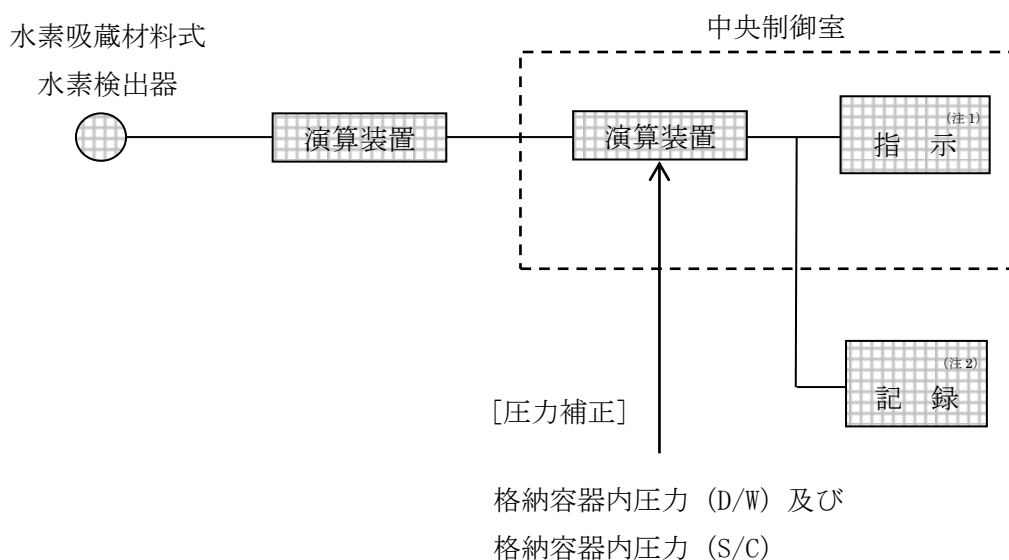 水素吸蔵材料式
水素検出器
中央制御室
演算装置
演算装置
(注1)
指 示
(注2)
記 録
[圧力補正]
格納容器内圧力 (D/W) 及び
格納容器内圧力 (S/C)